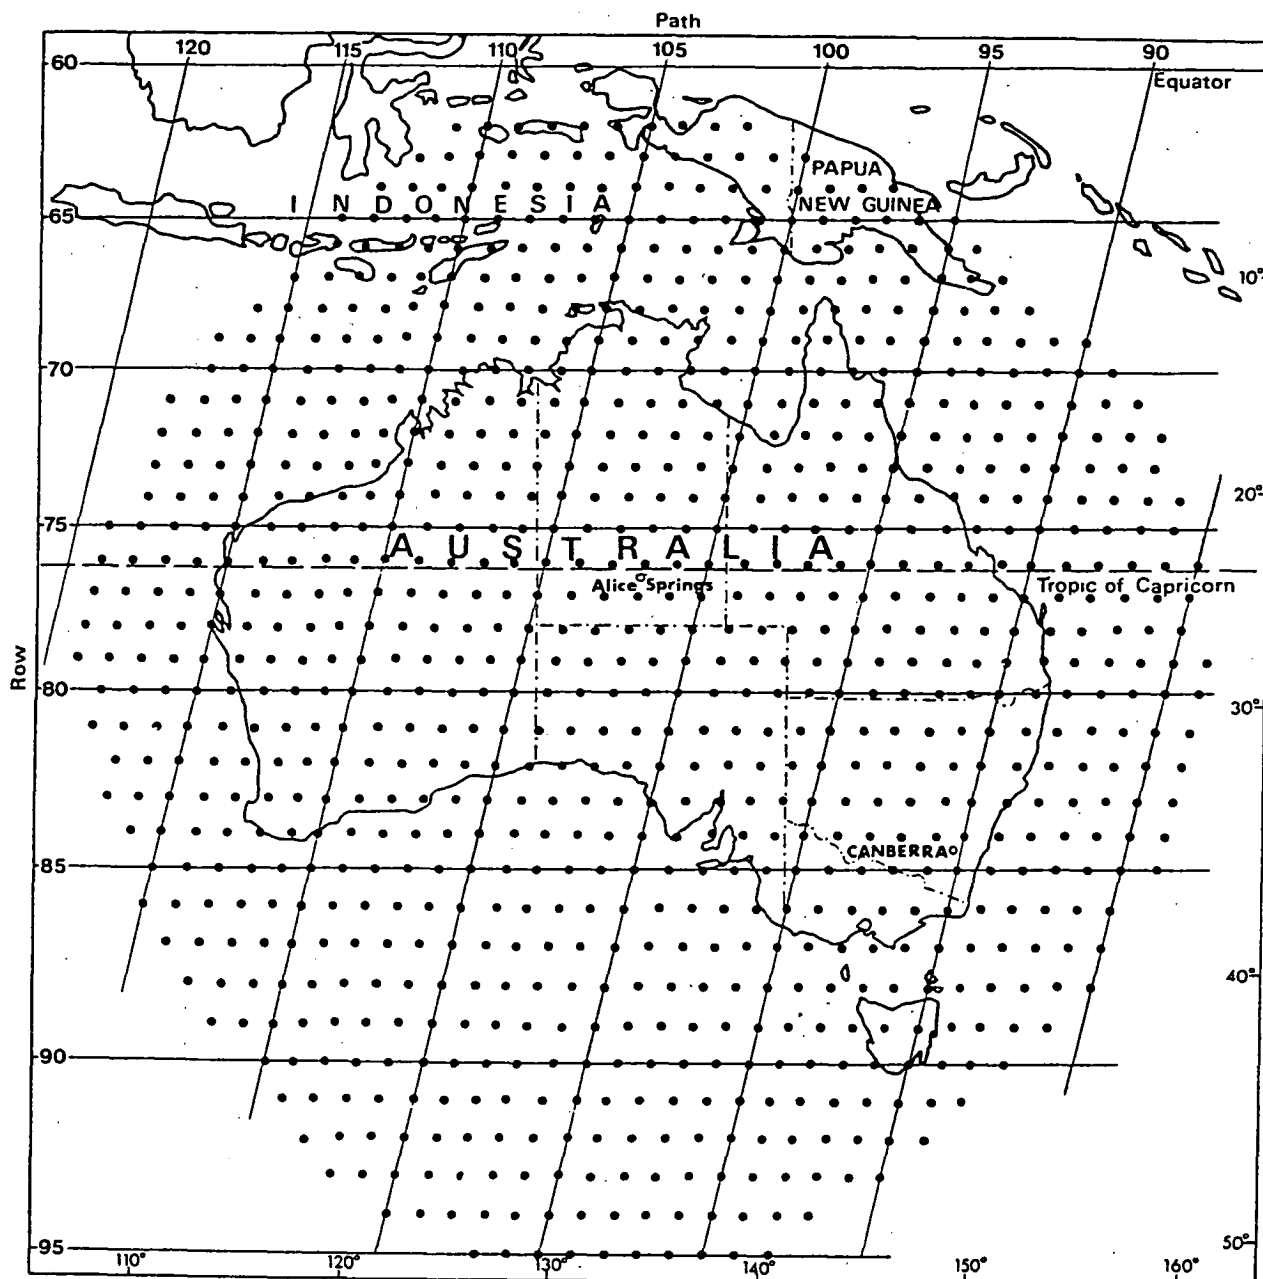 Path
120 115 110 105 100 95 90
60
Equator
PAPUA
INDONESIA
NEW GUINEA
65
10°
70
20°
75
AUSTRALIA
Alice Springs
Tropic of Capricorn
Row
80
30°
CANBERRA
85
40°
90
95
50°
110° 120° 130° 140° 150° 160°